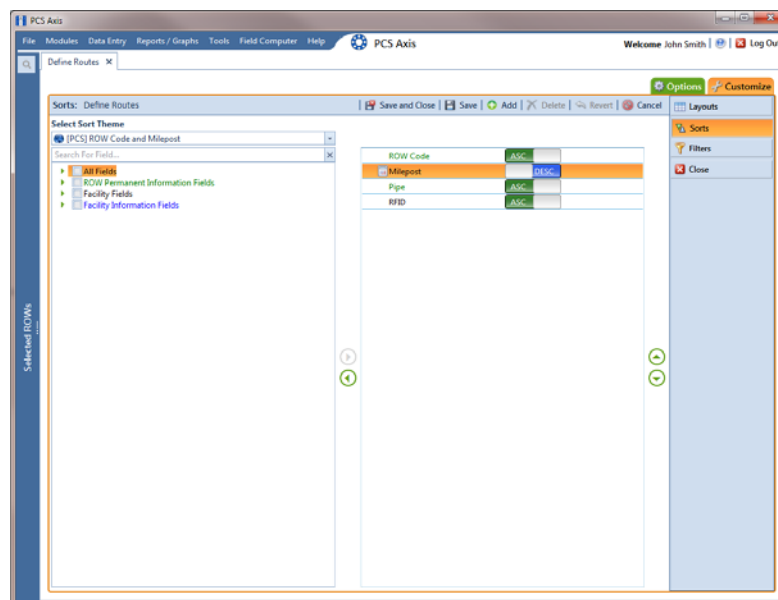 PCS Axis
File Modules Data Entry Reports / Graphs Tools Field Computer Help PCS Axis Welcome John Smith | | Log Out
Define Routes
Options Customize
Sorts: Define Routes | Save and Close | Save | Add | Delete | Revert | Cancel
Layouts
Select Sort Theme
Sorts
[PCS] ROW Code and Milepost
Filters
Search For Field...
ROW Code ASC
Close
All Fields
Milepost DESC
ROW Permanent Information Fields
Pipe ASC
Facility Fields
RFID ASC
Facility Information Fields
Selected ROWs